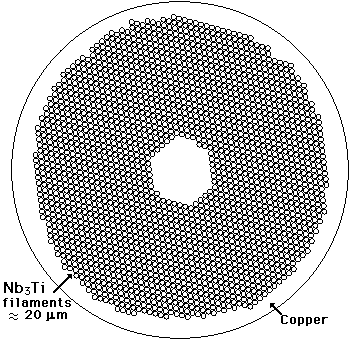 Nb₃Ti
filaments
≈ 20 μm
Copper